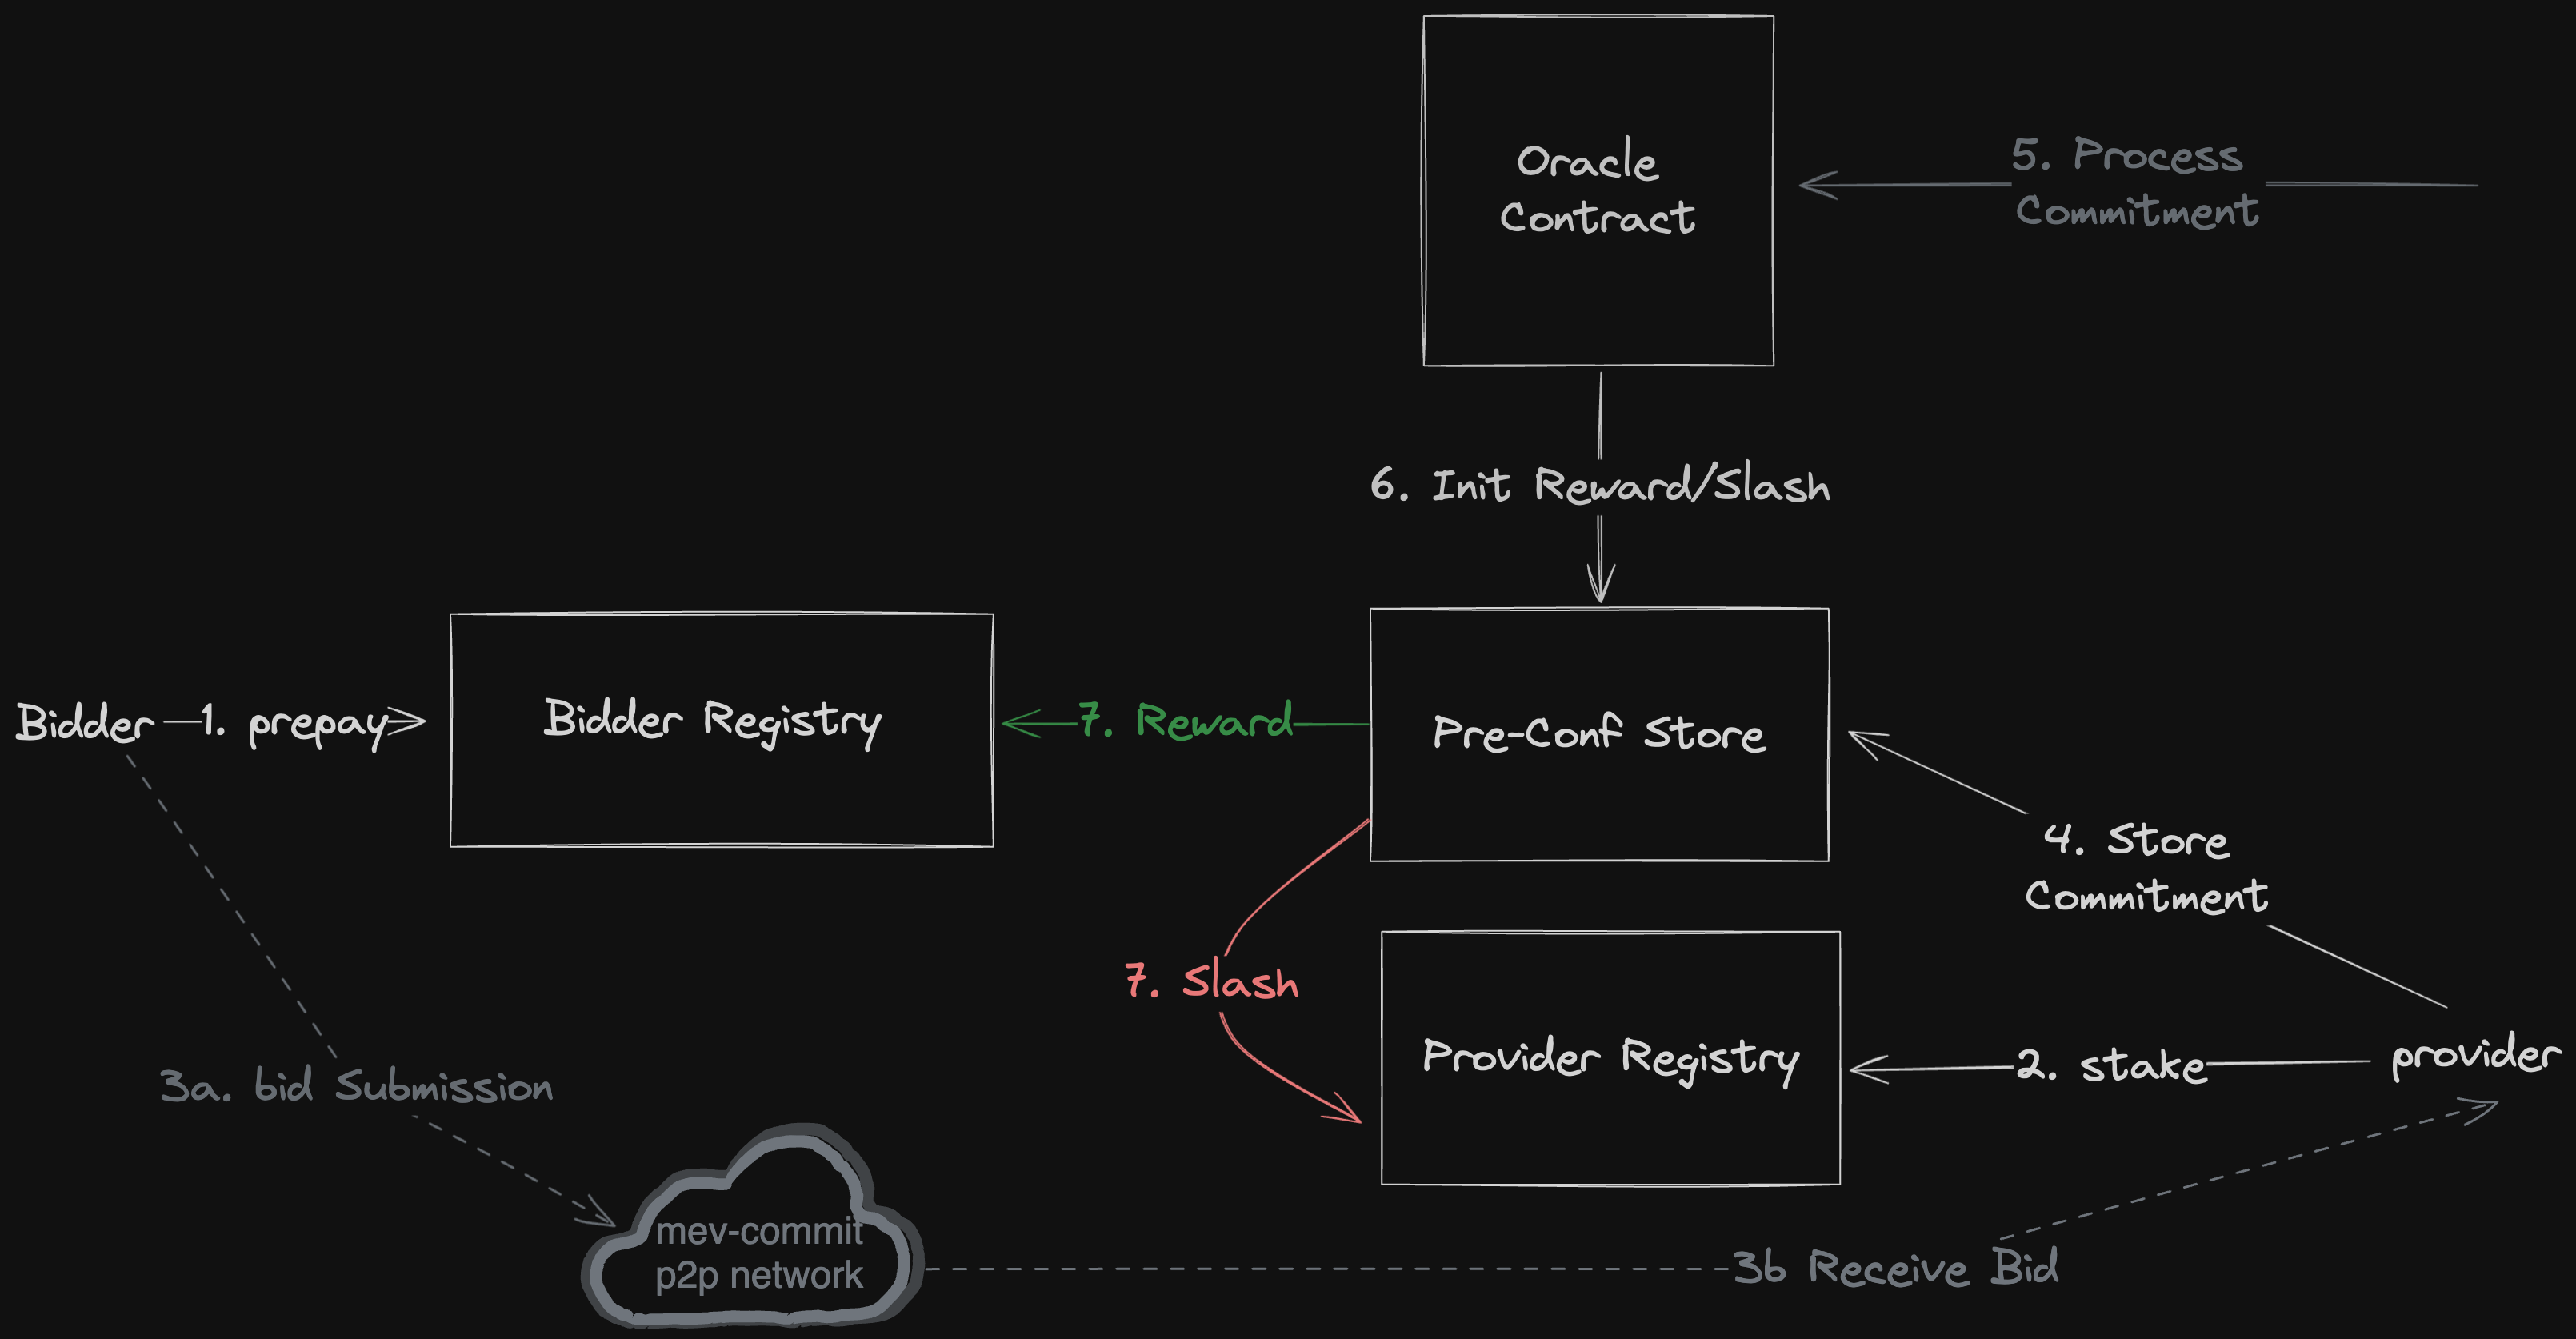 Oracle
Contract
5. Process
Commitment
6. Init Reward/Slash
Bidder
1. prepay
Bidder Registry
7. Reward
Pre-Conf Store
4. Store
Commitment
7. Slash
Provider Registry
2. stake
provider
3a. bid Submission
mev-commit
p2p network
3b Receive Bid